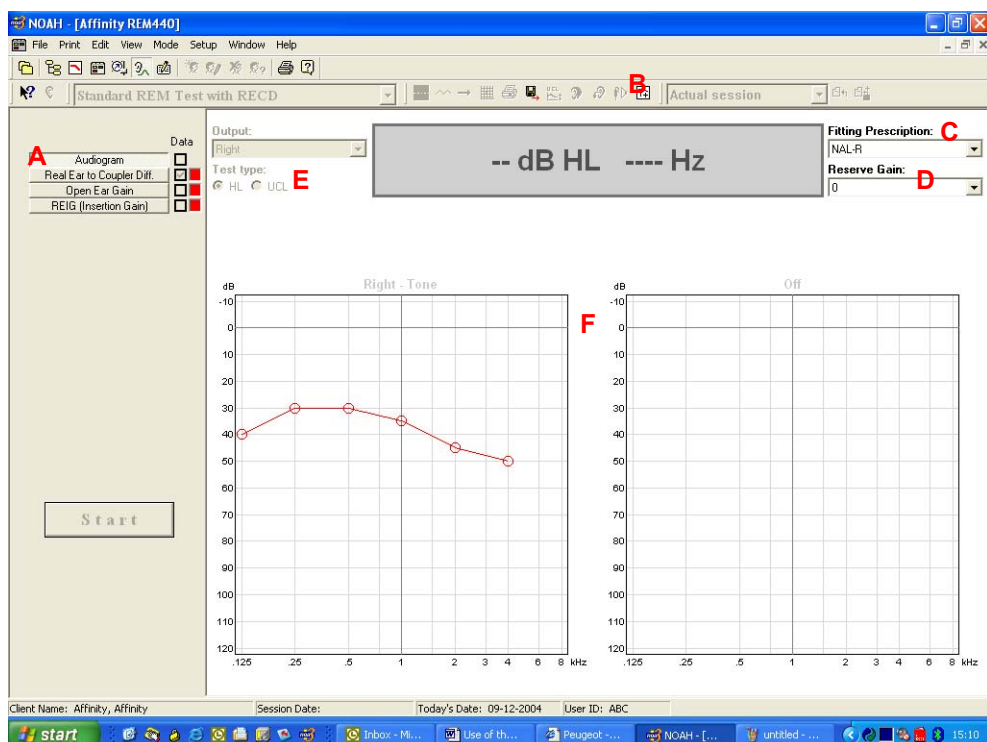 NOAH - [Affinity REM440]
File Print Edit View Mode Setup Window Help
Standard REM Test with RECD
B
Actual session
Data
A
Audiogram
Real Ear to Coupler Diff.
Open Ear Gain
REIG (Insertion Gain)
Output:
Right
Test type:
HL UCL
E
-- dB HL ---- Hz
Fitting Prescription: C
NAL-R
Reserve Gain:
0
D
dB Right - Tone
-10
0
10
20
30
40
50
60
70
80
90
100
110
120
.125 .25 .5 1 2 3 4 6 8 kHz
F
dB Off
-10
0
10
20
30
40
50
60
70
80
90
100
110
120
.125 .25 .5 1 2 3 4 6 8 kHz
Start
Client Name: Affinity, Affinity Session Date: Today's Date: 09-12-2004 User ID: ABC
start Inbox - Mi... Use of th... Peugeot -... NOAH - [... untitled - ... 15:10